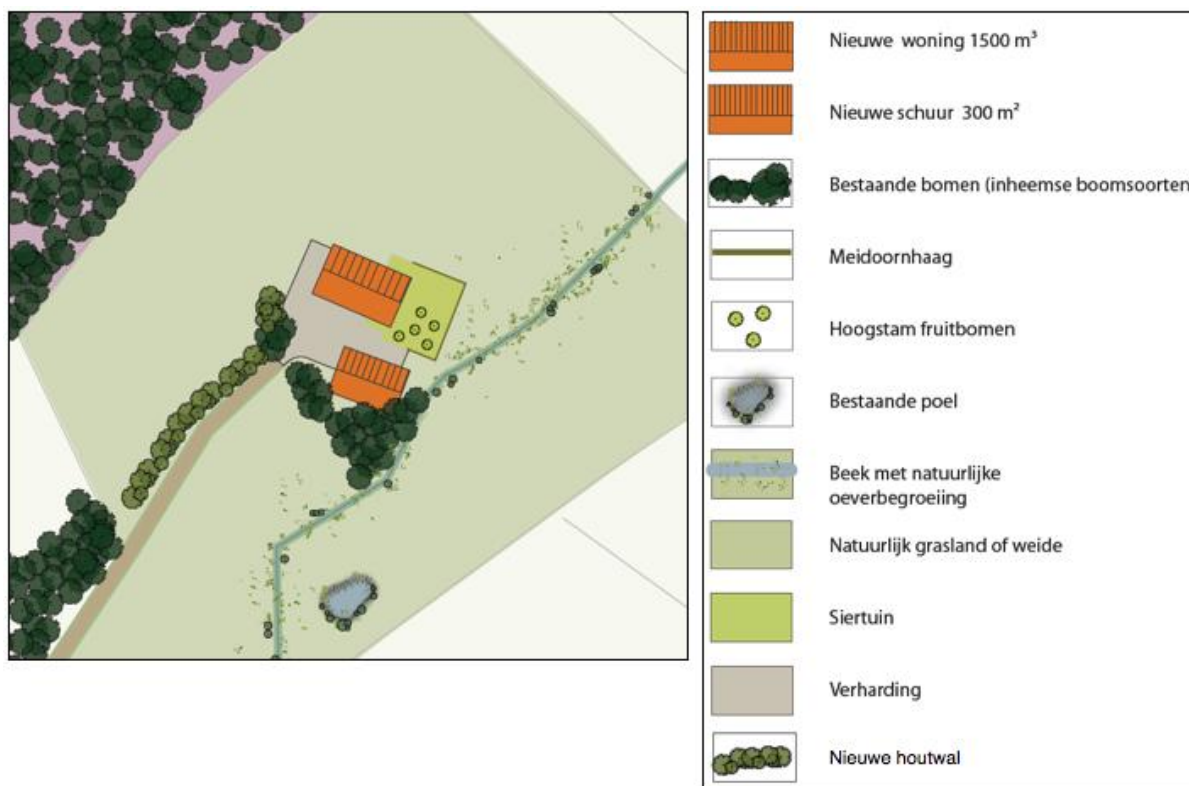 Nieuwe woning 1500 m³
Nieuwe schuur 300 m²
Bestaande bomen (inheemse boomsoorten
Meidoornhaag
Hoogstam fruitbomen
Bestaande poel
Beek met natuurlijke
oeverbegroeiing
Natuurlijk grasland of weide
Siertuin
Verharding
Nieuwe houtwal